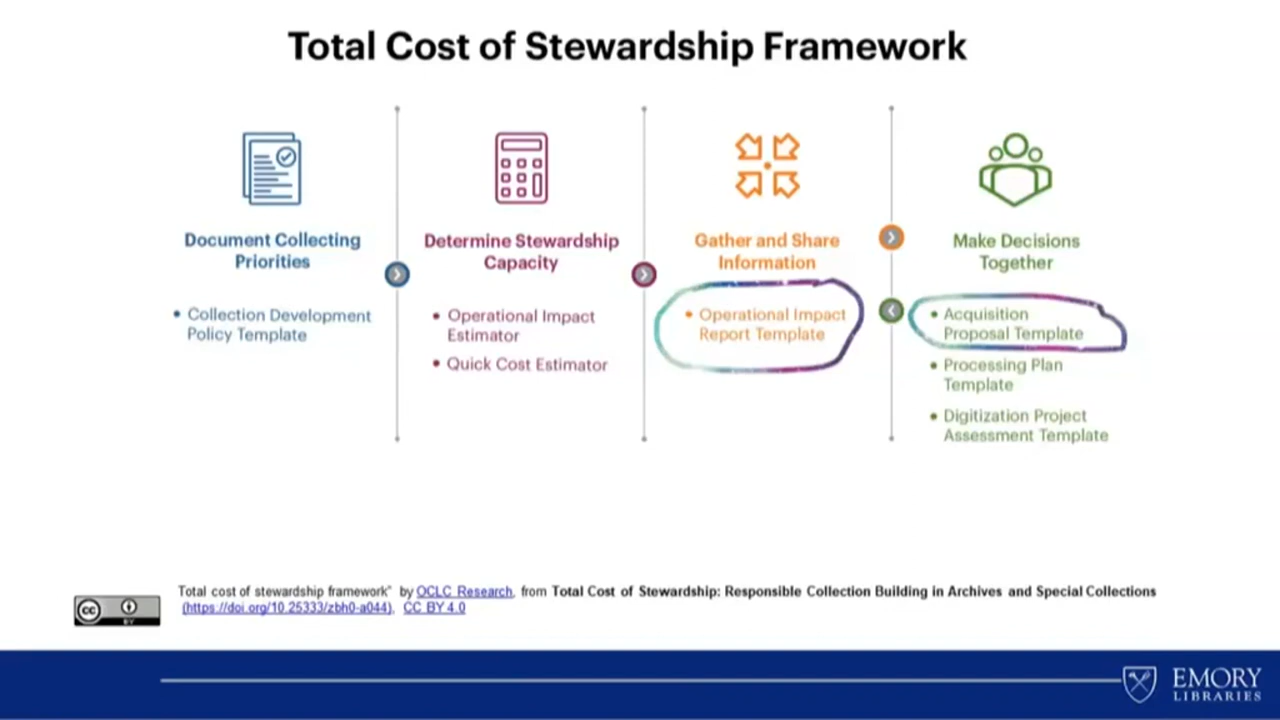 Total Cost of Stewardship Framework
Document Collecting
Priorities
• Collection Development
Policy Template
Determine Stewardship
Capacity
• Operational Impact
Estimator
• Quick Cost Estimator
Gather and Share
Information
• Operational Impact
Report Template
Make Decisions
Together
• Acquisition
Proposal Template
• Processing Plan
Template
• Digitization Project
Assessment Template
cc
BY
Total cost of stewardship framework" by OCLC Research, from Total Cost of Stewardship: Responsible Collection Building in Archives and Special Collections
(https://doi.org/10.25333/zbh0-a044), CC BY 4.0
EMORY
LIBRARIES